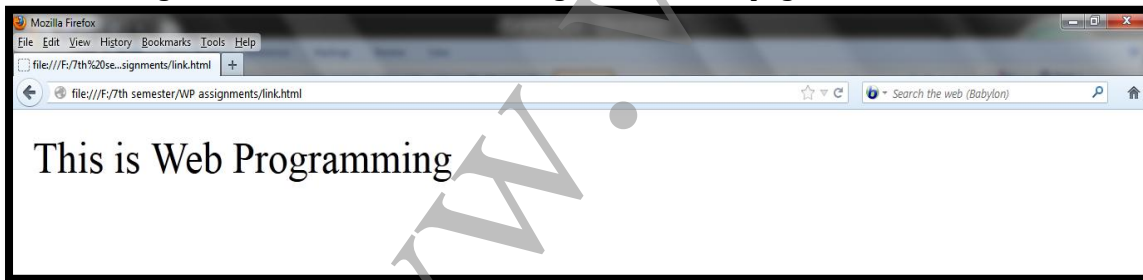 Mozilla Firefox
File Edit View History Bookmarks Tools Help
file:///F:/7th%20se...signments/link.html +
file:///F:/7th semester/WP assignments/link.html
Search the web (Babylon)
This is Web Programming